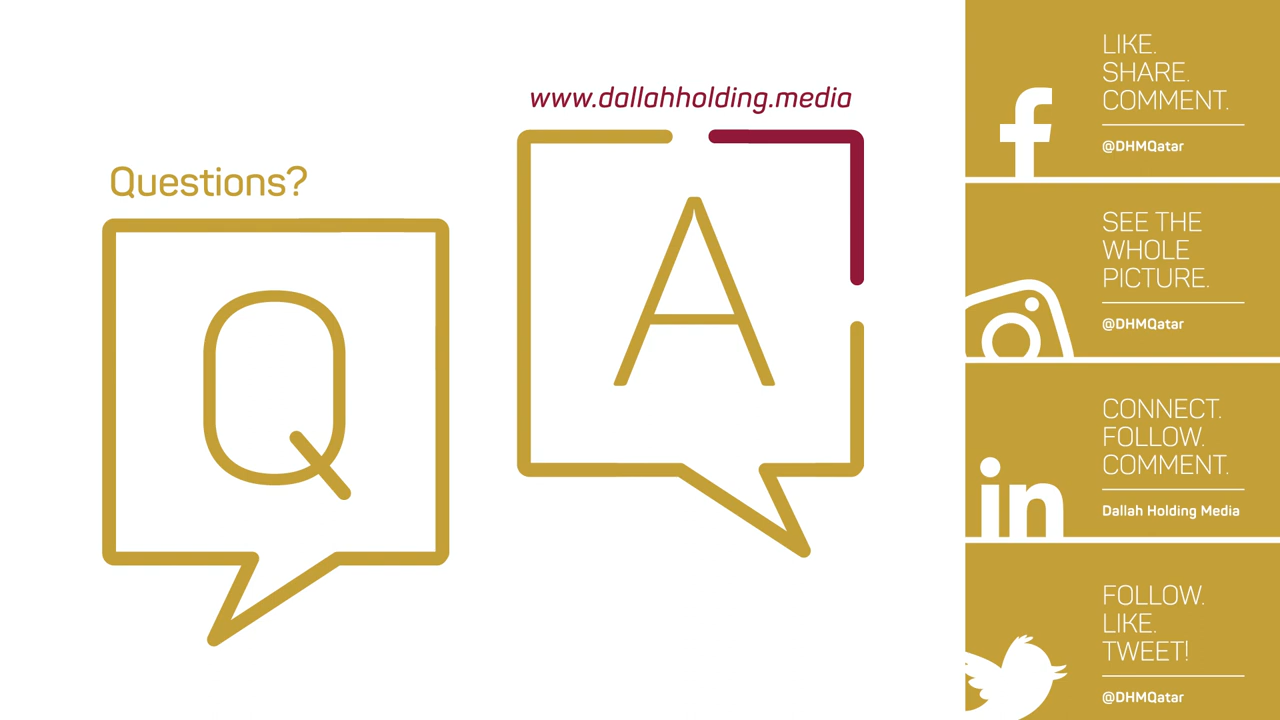 Questions?
Q
www.dallahholding.media
A
LIKE.
SHARE.
COMMENT.
@DHMQatar
SEE THE
WHOLE
PICTURE.
@DHMQatar
in
CONNECT.
FOLLOW.
COMMENT.
Dallah Holding Media
FOLLOW.
LIKE.
TWEET!
@DHMQatar